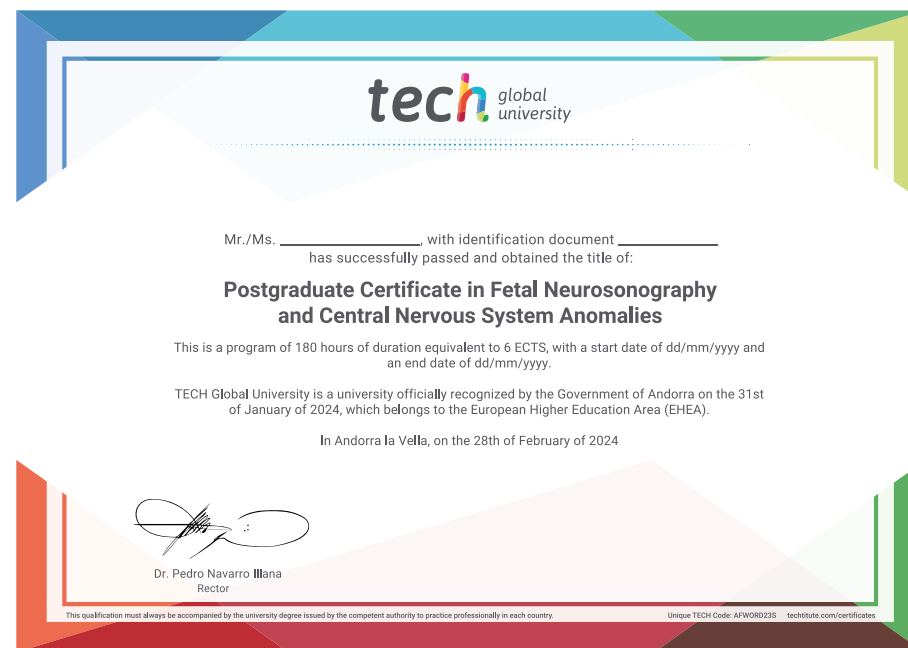 tech global university
Mr./Ms. ____________, with identification document ____________
has successfully passed and obtained the title of:
Postgraduate Certificate in Fetal Neurosonography
and Central Nervous System Anomalies
This is a program of 180 hours of duration equivalent to 6 ECTS, with a start date of dd/mm/yyyy and
an end date of dd/mm/yyyy.
TECH Global University is a university officially recognized by the Government of Andorra on the 31st
of January of 2024, which belongs to the European Higher Education Area (EHEA).
In Andorra la Vella, on the 28th of February of 2024
Dr. Pedro Navarro Illana
Rector
This qualification must always be accompanied by the university degree issued by the competent authority to practice professionally in each country.
Unique TECH Code: AFWORD23S techtitute.com/certificates